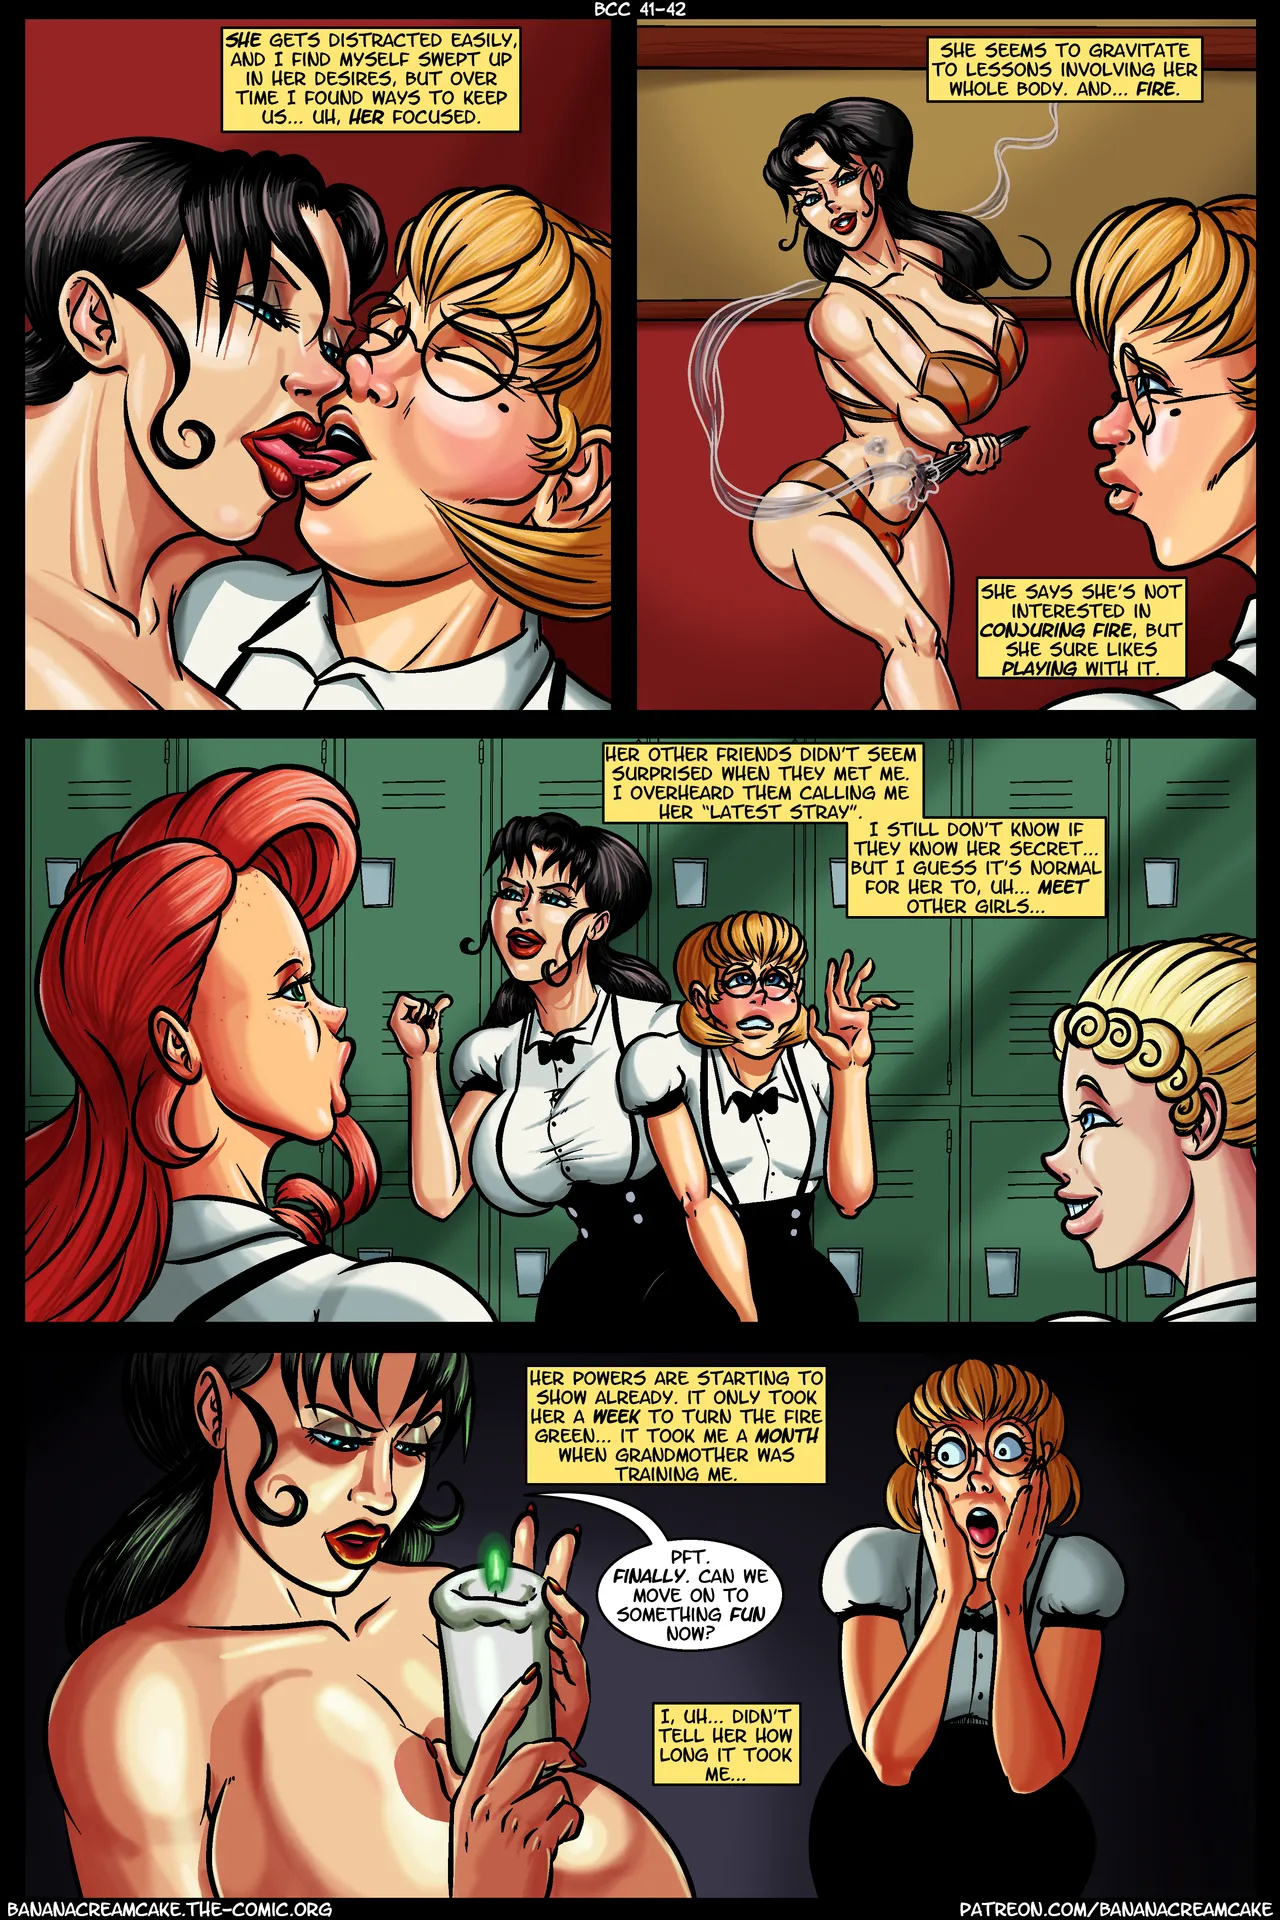 BCC 41-42
SHE GETS DISTRACTED EASILY,
AND I FIND MYSELF SWEPT UP
IN HER DESIRES, BUT OVER
TIME I FOUND WAYS TO KEEP
US... UH, HER FOCUSED.
SHE SEEMS TO GRAVITATE
TO LESSONS INVOLVING HER
WHOLE BODY. AND... FIRE.
SHE SAYS SHE'S NOT
INTERESTED IN
CONJURING FIRE, BUT
SHE SURE LIKES
PLAYING WITH IT.
HER OTHER FRIENDS DIDN'T SEEM
SURPRISED WHEN THEY MET ME.
I OVERHEARD THEM CALLING ME
HER "LATEST STRAY".
I STILL DON'T KNOW IF
THEY KNOW HER SECRET...
BUT I GUESS IT'S NORMAL
FOR HER TO, UH... MEET
OTHER GIRLS...
HER POWERS ARE STARTING TO
SHOW ALREADY. IT ONLY TOOK
HER A WEEK TO TURN THE FIRE
GREEN... IT TOOK ME A MONTH
WHEN GRANDMOTHER WAS
TRAINING ME.
PFT.
FINALLY. CAN WE
MOVE ON TO
SOMETHING FUN
NOW?
I, UH... DIDN'T
TELL HER HOW
LONG IT TOOK
ME...
BANANACREAMCAKE.THE-COMIC.ORG
PATREON.COM/BANANACREAMCAKE